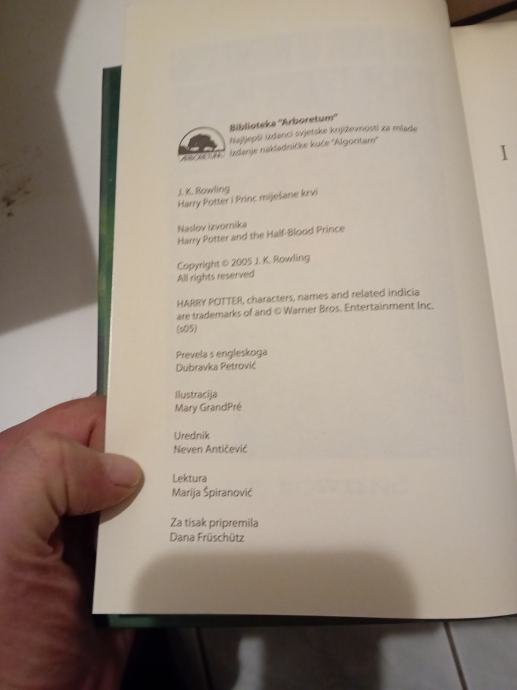 Biblioteka "Arboretum"
Najljepši izdanci svjetske književnosti za mlade
Izdanje nakladničke kuće "Algoritam"
ARBORETUM
J. K. Rowling
Harry Potter i Princ miješane krvi
Naslov izvornika
Harry Potter and the Half-Blood Prince
Copyright © 2005 J. K. Rowling
All rights reserved
HARRY POTTER, characters, names and related indicia
are trademarks of and © Warner Bros. Entertainment Inc.
(s05)
Prevela s engleskoga
Dubravka Petrović
Ilustracija
Mary GrandPré
Urednik
Neven Antičević
Lektura
Marija Špiranović
Za tisak pripremila
Dana Früschütz
I